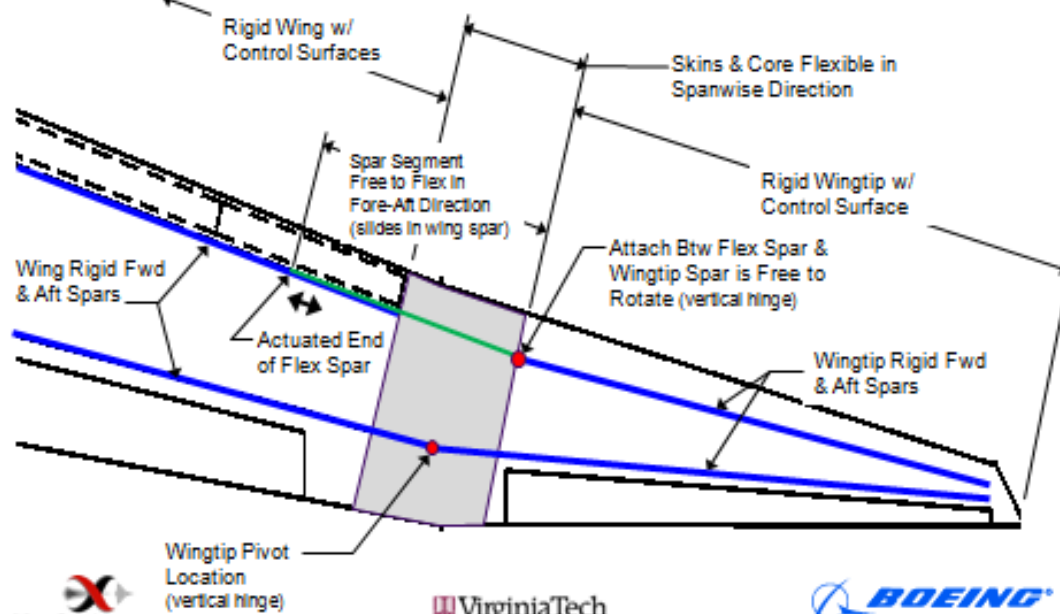 Rigid Wing w/
Control Surfaces
Skins & Core Flexible in
Spanwise Direction
Spar Segment
Free to Flex in
Fore-Aft Direction
(slides in wing spar)
Rigid Wingtip w/
Control Surface
Wing Rigid Fwd
& Aft Spars
Attach Btw Flex Spar &
Wingtip Spar is Free to
Rotate (vertical hinge)
Actuated End
of Flex Spar
Wingtip Rigid Fwd
& Aft Spars
Wingtip Pivot
Location
(vertical hinge)
VirginiaTech
BOEING